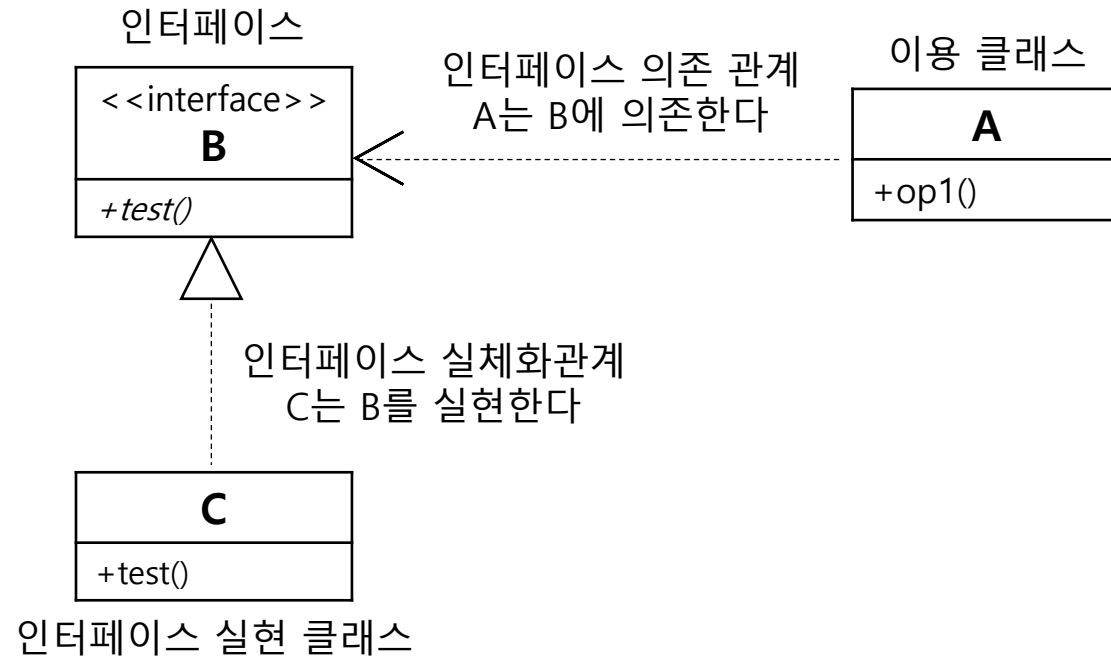 인터페이스
<<interface>>
B
+test()
인터페이스 의존 관계
A는 B에 의존한다
이용 클래스
A
+op1()
인터페이스 실체화관계
C는 B를 실현한다
C
+test()
인터페이스 실현 클래스